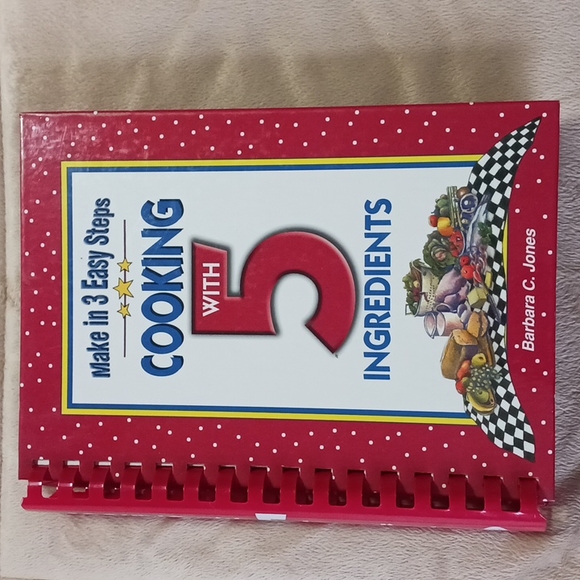 Make in 3 Easy Steps
COOKING
WITH
5
INGREDIENTS
Barbara C. Jones